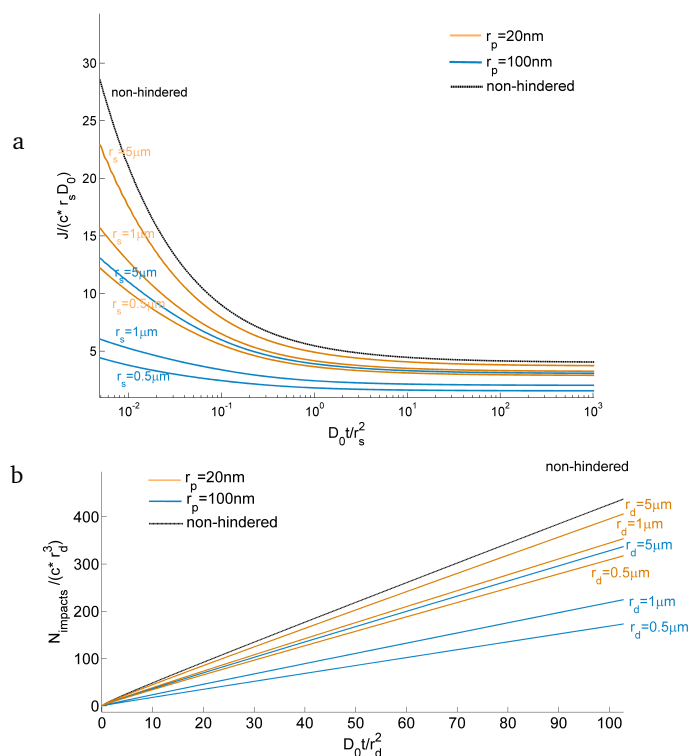 a
r_p=20nm
r_p=100nm
non-hindered
non-hindered
r_s=5μm
r_s=1μm
r_s=5μm
r_s=0.5μm
r_s=1μm
r_s=0.5μm
J/(c* r_sD_0)
30
25
20
15
10
5
10^-2 10^-1 10^0 10^1 10^2 10^3
D_0t/r_s^2
b
r_p=20nm
r_p=100nm
non-hindered
non-hindered
r_d=5μm
r_d=1μm
r_d=5μm
r_d=0.5μm
r_d=1μm
r_d=0.5μm
N_impacts /(c* r_d^3)
400
300
200
100
0
0 10 20 30 40 50 60 70 80 90 100
D_0t/r_d^2